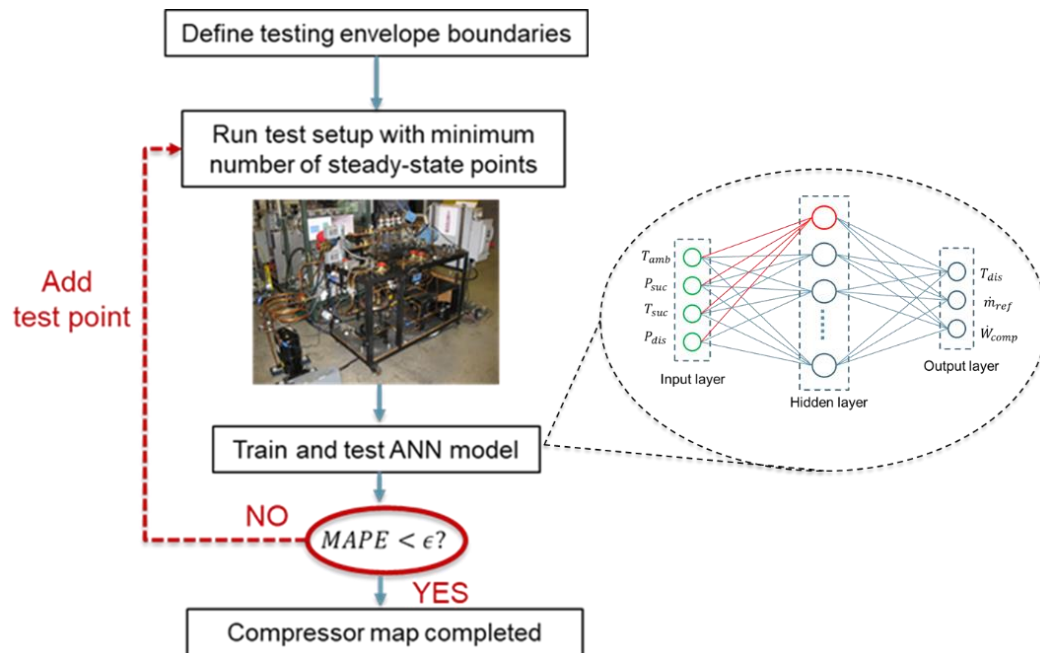 Define testing envelope boundaries
Run test setup with minimum
number of steady-state points
Add
test point
T_amb
P_suc
T_suc
P_dis
Input layer
Hidden layer
T_dis
ṁ_ref
Ẇ_comp
Output layer
Train and test ANN model
NO
MAPE < ϵ?
YES
Compressor map completed